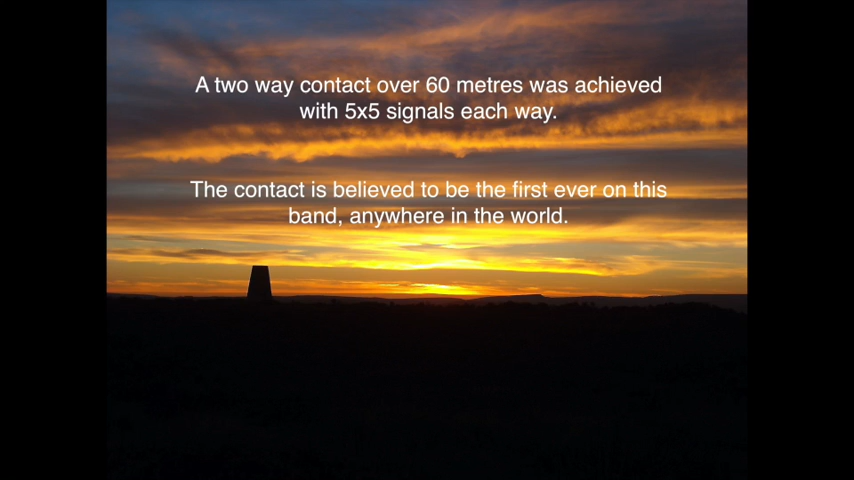 A two way contact over 60 metres was achieved
with 5x5 signals each way.
The contact is believed to be the first ever on this
band, anywhere in the world.